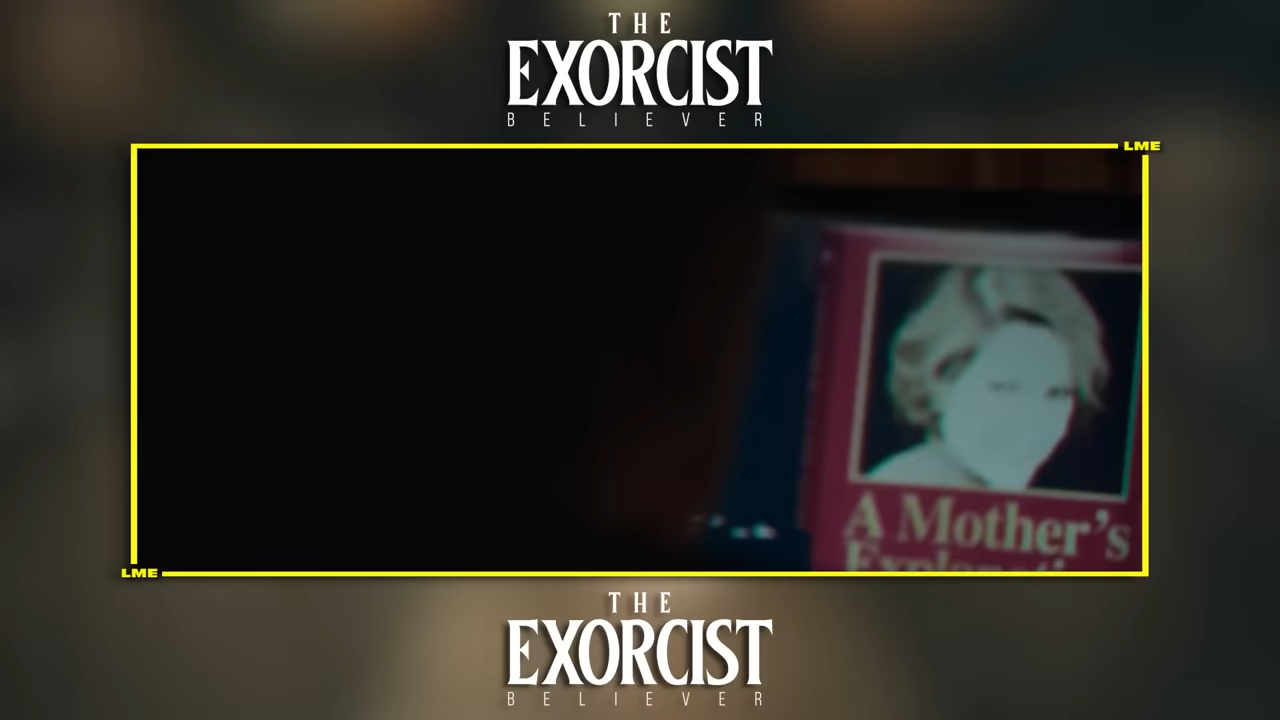 THE
EXORCIST
BELIEVER
LME
A Mother's
LME
THE
EXORCIST
BELIEVER